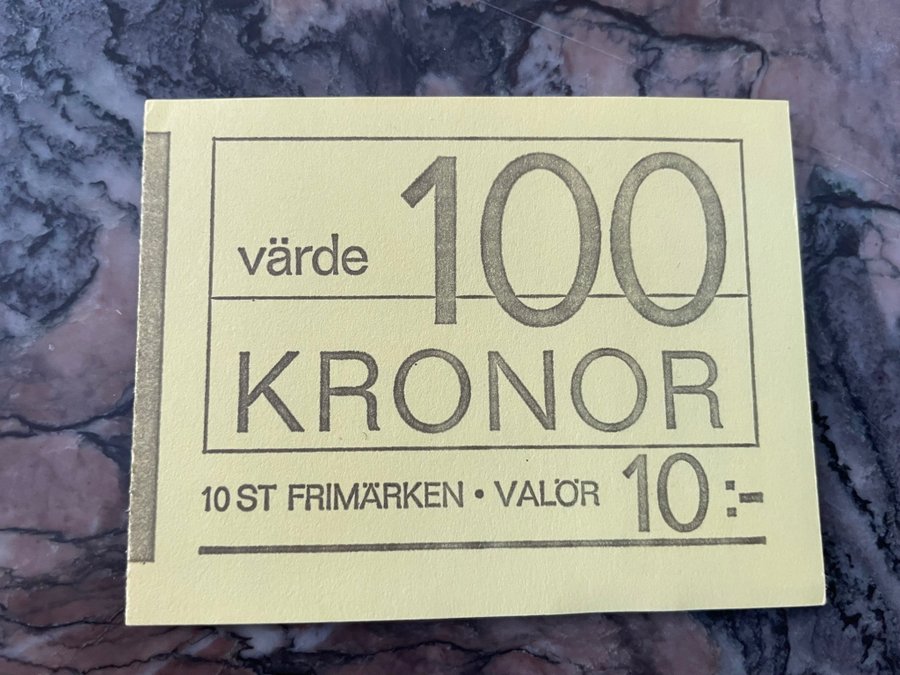 värde 100
KRONOR
10 ST FRIMÄRKEN • VALÖR 10:-